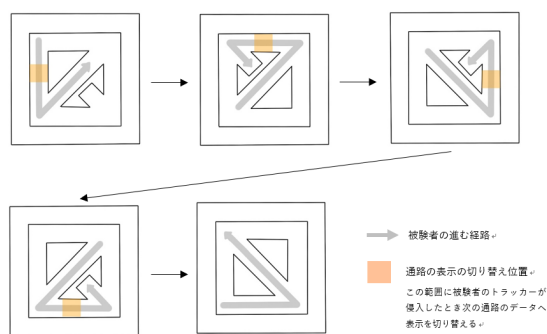 被験者の進む経路
通路の表示の切り替え位置
この範囲に被験者のトラッカーが
侵入したとき次の通路のデータへ
表示を切り替える